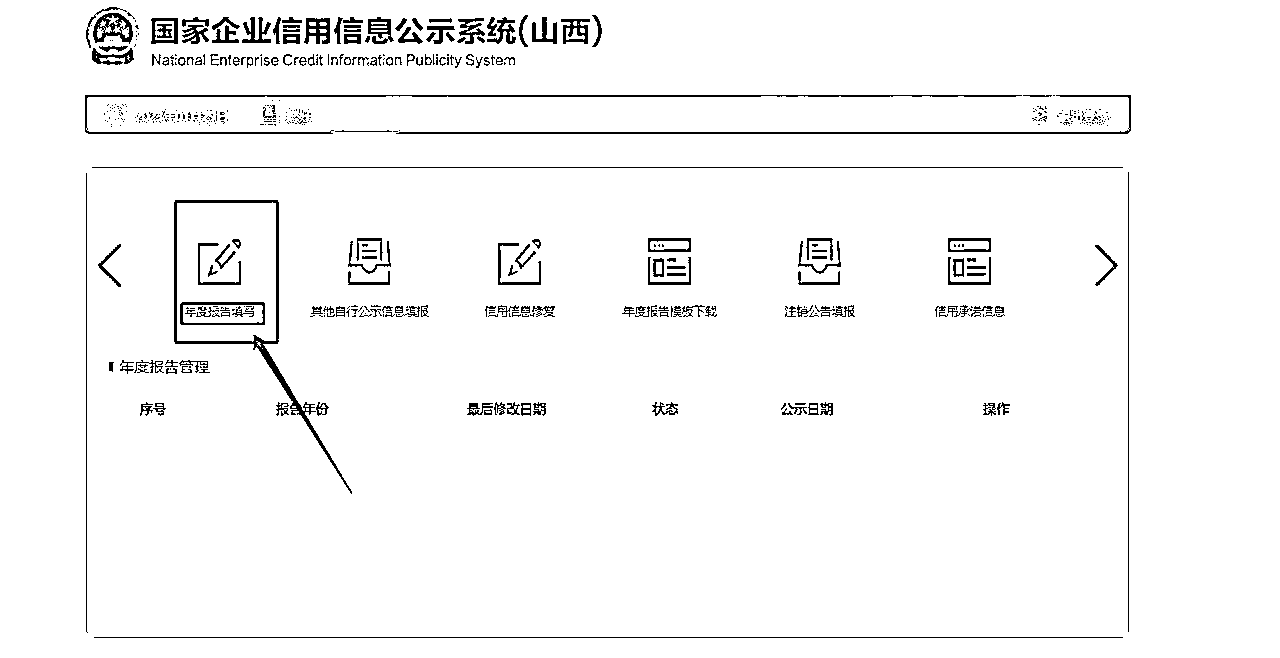 国家企业信用信息公示系统(山西)
National Enterprise Credit Information Publicity System
年度报告填写
其他自行公示信息填报
信用信息修复
年度报告模板下载
注销公告填报
信用承诺信息
年度报告管理
序号 报告年份 最后修改日期 状态 公示日期 操作